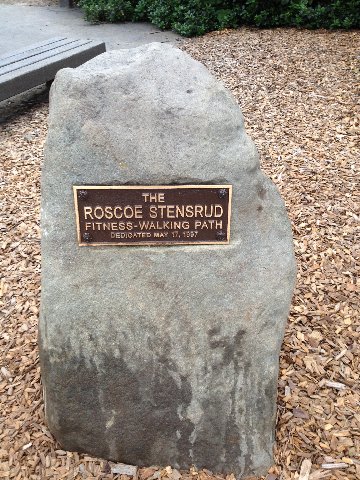 THE
ROSCOE STENSRUD
FITNESS-WALKING PATH
DEDICATED MAY 17, 1997